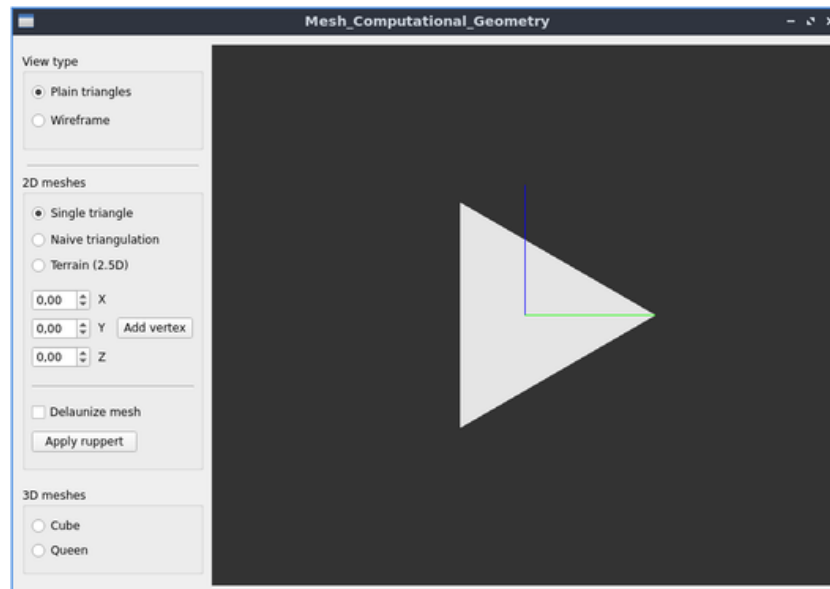 Mesh_Computational_Geometry
View type
Plain triangles
Wireframe
2D meshes
Single triangle
Naive triangulation
Terrain (2.5D)
0,00 X
0,00 Y Add vertex
0,00 Z
Delaunize mesh
Apply ruppert
3D meshes
Cube
Queen